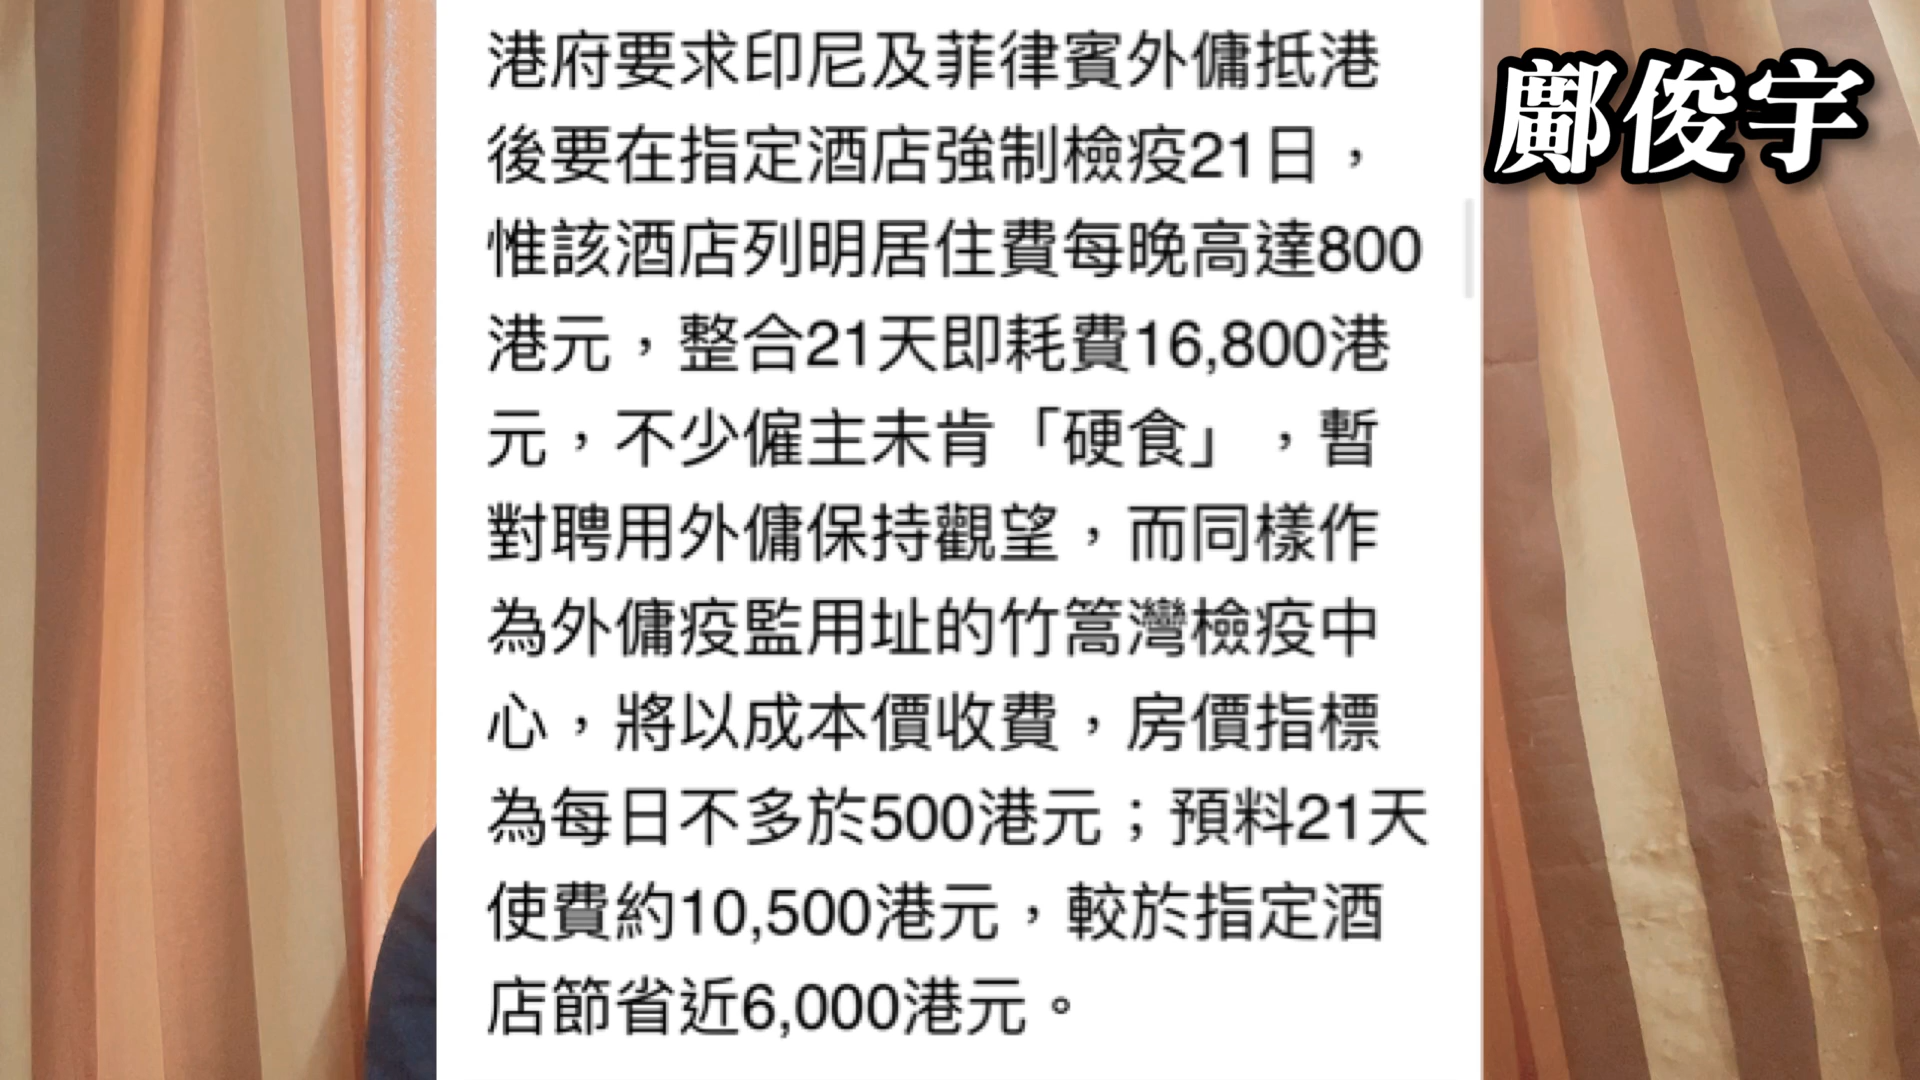 港府要求印尼及菲律賓外傭抵港
後要在指定酒店強制檢疫21日，
惟該酒店列明居住費每晚高達800
港元，整合21天即耗費16,800港
元，不少僱主未肯「硬食」，暫
對聘用外傭保持觀望，而同樣作
為外傭疫監用址的竹篙灣檢疫中
心，將以成本價收費，房價指標
為每日不多於500港元；預料21天
使費約10,500港元，較於指定酒
店節省近6,000港元。
鄺俊宇